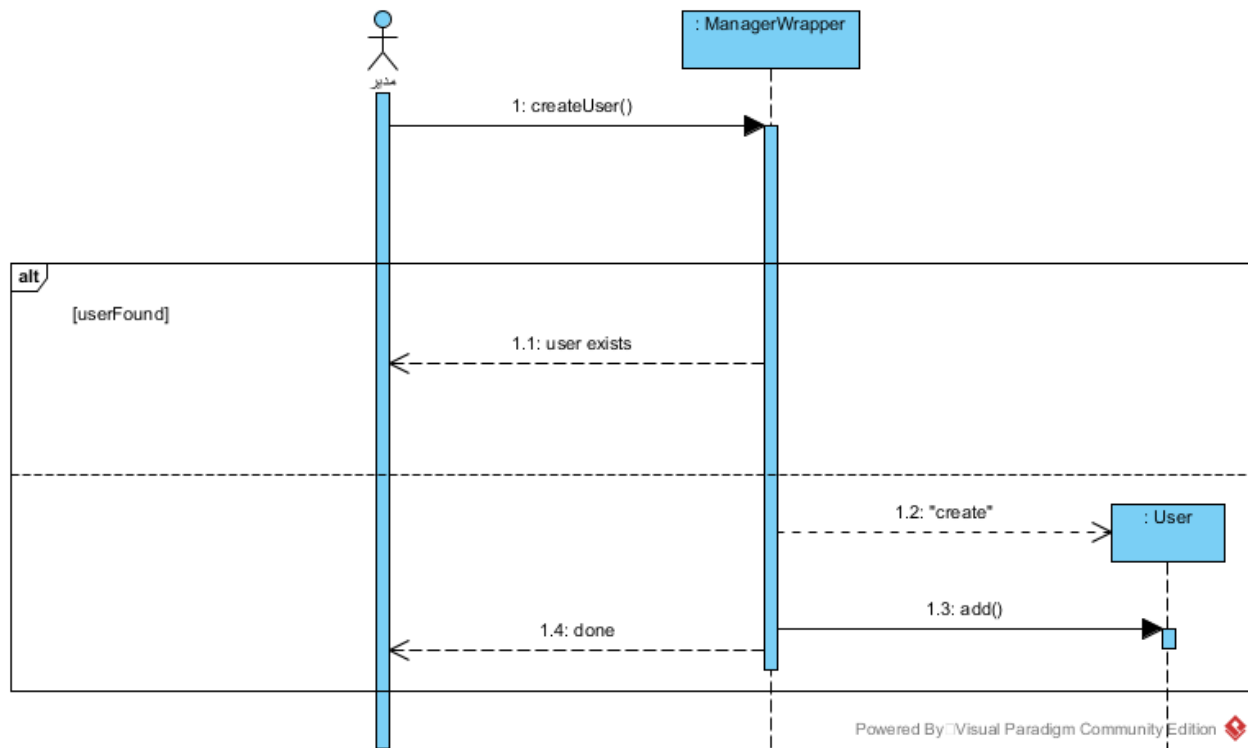 : ManagerWrapper
مدیر
1: createUser()
alt
[userFound]
1.1: user exists
1.2: "create"
: User
1.3: add()
1.4: done
Powered By Visual Paradigm Community Edition